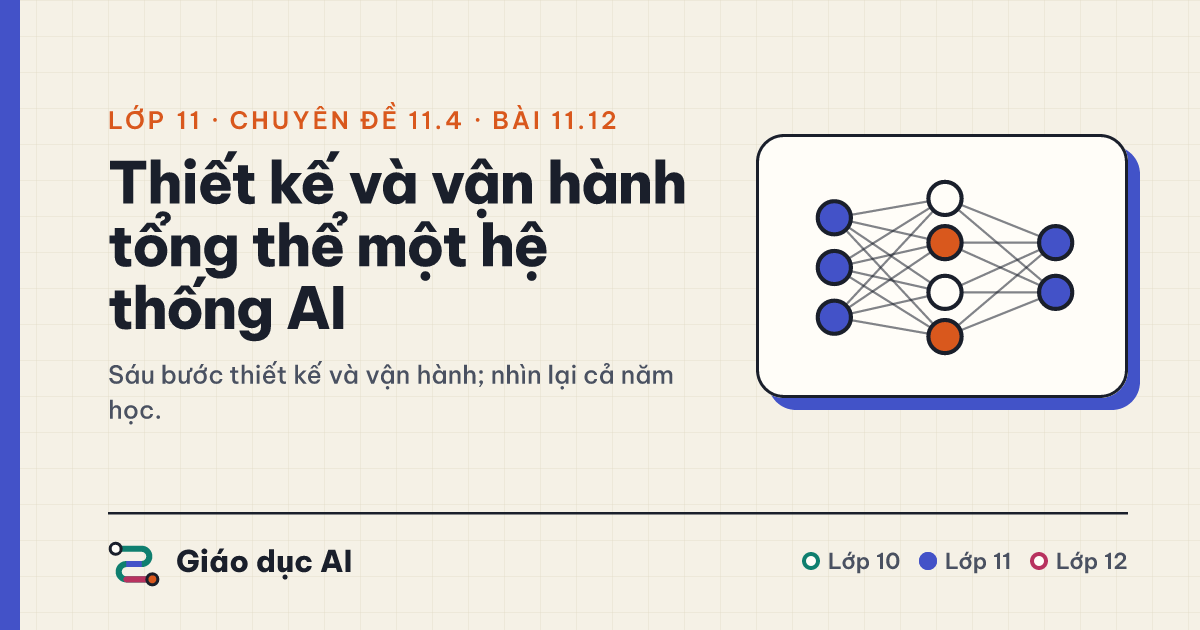 LỚP 11 · CHUYÊN ĐỀ 11.4 · BÀI 11.12
Thiết kế và vận hành
tổng thể một hệ
thống AI
Sáu bước thiết kế và vận hành; nhìn lại cả năm
học.
Giáo dục AI
Lớp 10
Lớp 11
Lớp 12